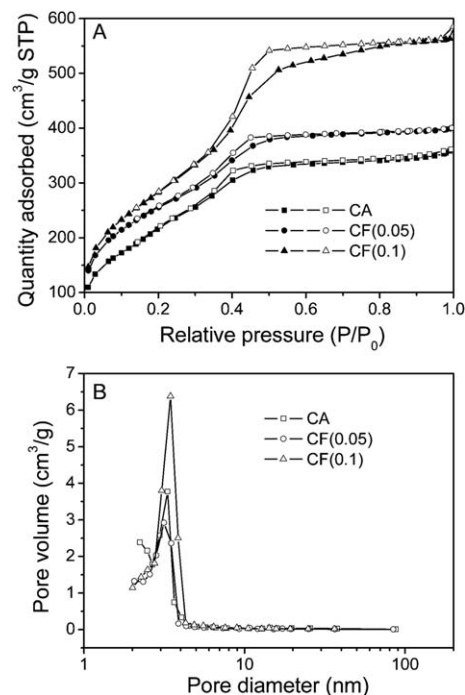 A
Quantity adsorbed (cm³/g STP)
600
500
400
300
200
100
CA
CF(0.05)
CF(0.1)
0.0 0.2 0.4 0.6 0.8 1.0
Relative pressure (P/P₀)
B
Pore volume (cm³/g)
7
6
5
4
3
2
1
0
CA
CF(0.05)
CF(0.1)
1 10 100
Pore diameter (nm)